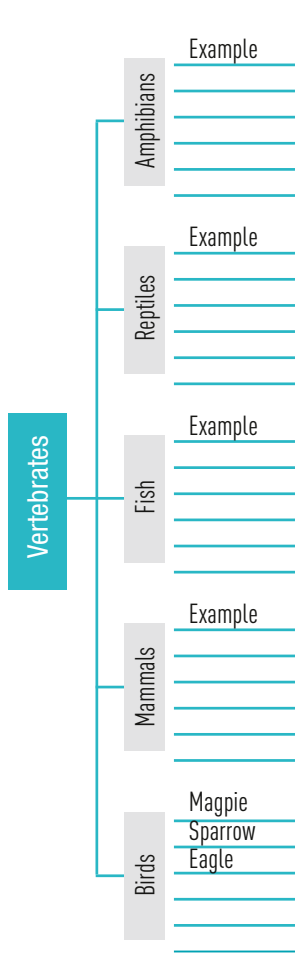 Vertebrates
Amphibians
Example
Reptiles
Example
Fish
Example
Mammals
Example
Birds
Magpie
Sparrow
Eagle